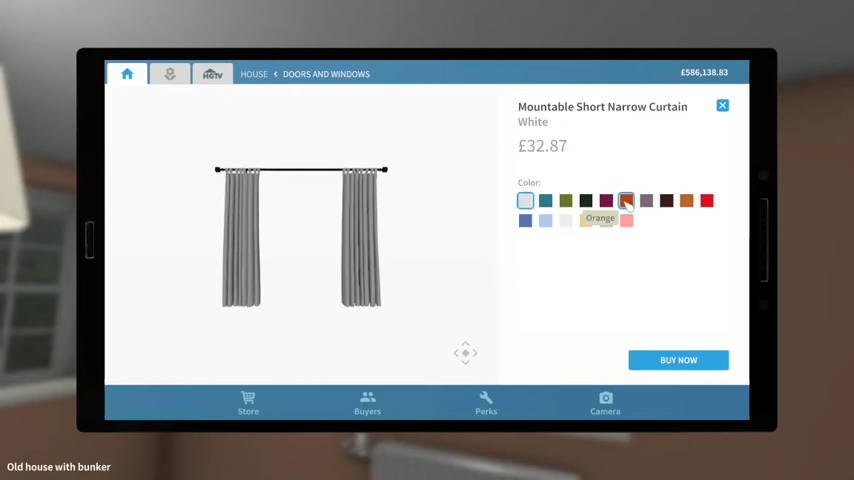 HGTV
HOUSE < DOORS AND WINDOWS
£586,138.83
Mountable Short Narrow Curtain
White
£32.87
Color:
Orange
BUY NOW
Store
Buyers
Perks
Camera
Old house with bunker